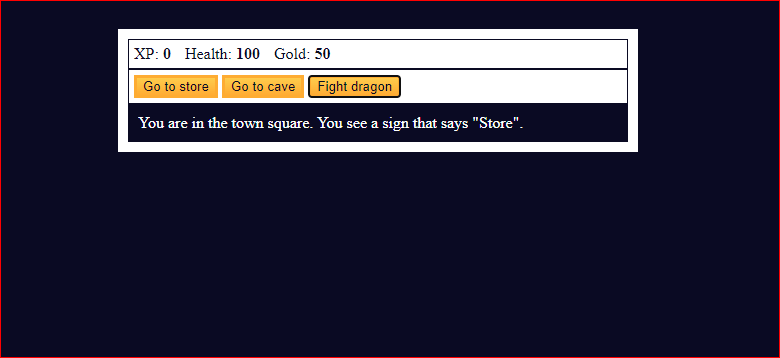 XP: 0 Health: 100 Gold: 50
Go to store Go to cave Fight dragon
You are in the town square. You see a sign that says "Store".